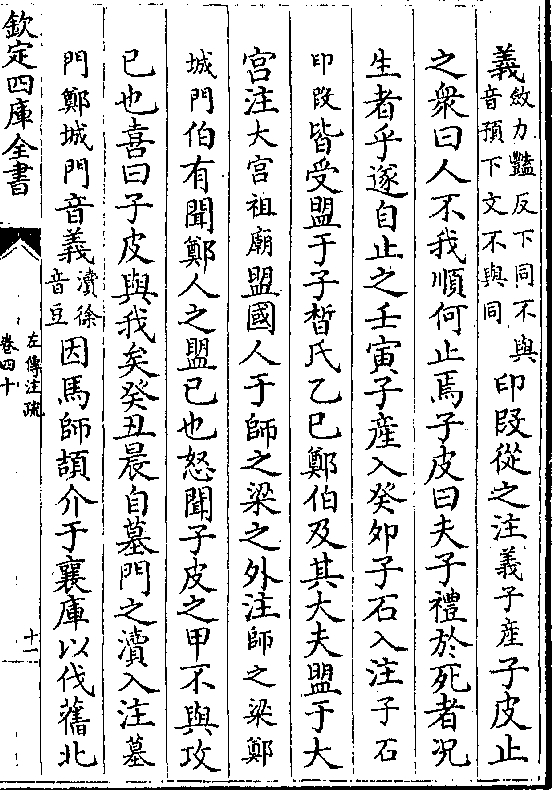 義斂力豔反下同不與
音預下文不與同印段從之注義子產子皮止
之衆曰人不我順何止焉子皮曰夫子禮於死者况
生者乎遂自止之壬寅子產入癸卯子石入注子石
印段皆受盟于子晳氏乙巳鄭伯及其大夫盟于大
宫注大宫祖廟盟國人于師之梁之外注師之梁鄭
城門伯有聞鄭人之盟已也怒聞子皮之甲不與攻
已也喜曰子皮與我矣癸丑晨自墓門之瀆入注墓
門鄭城門音義瀆徐
音豆因馬師頡介于襄庫以伐舊北
欽定四庫全書
左傳注疏
卷四十
十一